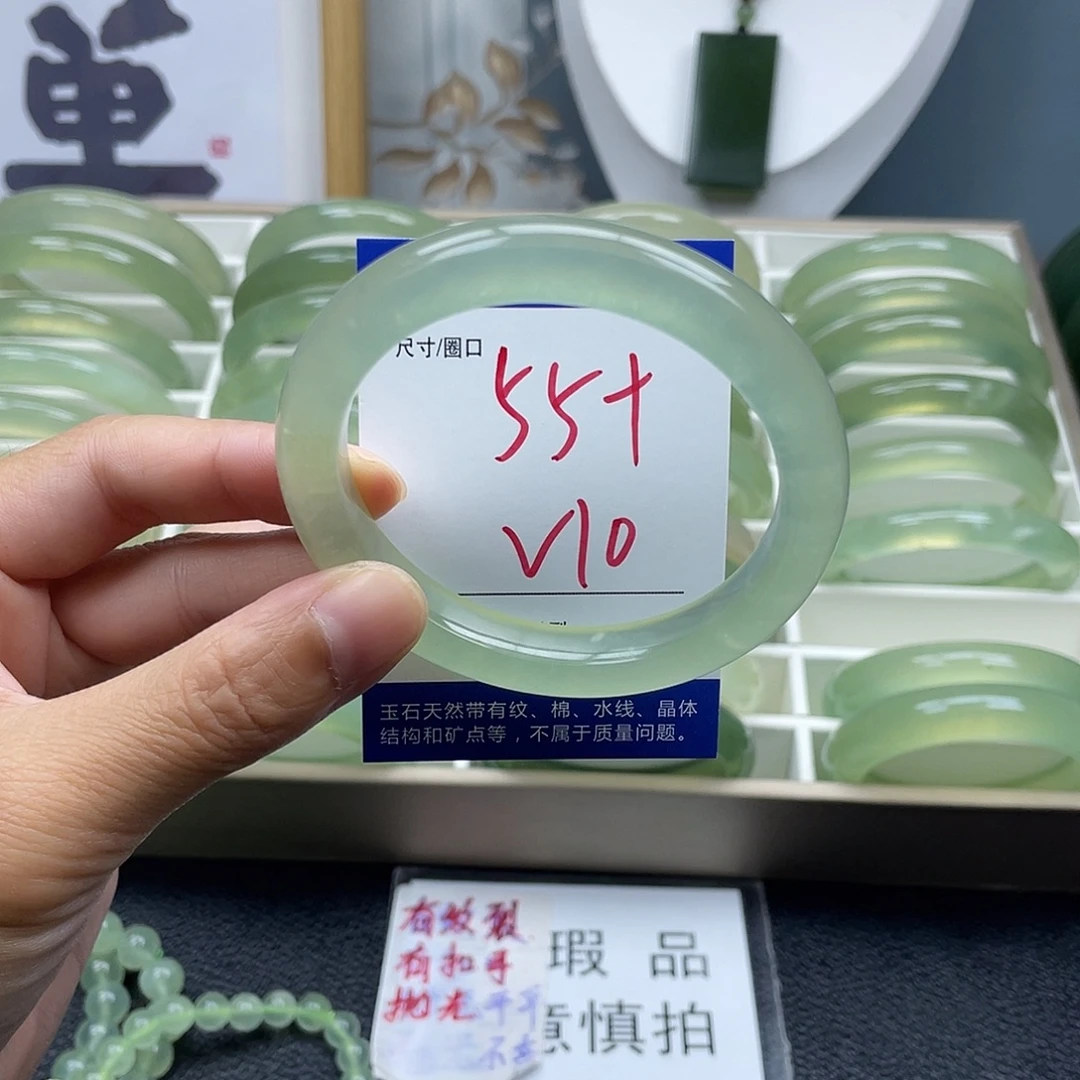 尺寸/圈口
55+
V10
玉石天然带有纹、棉、水线、晶体
结构和矿点等，不属于质量问题。
有纹裂
有扣手
抛光
瑕 品
慎拍